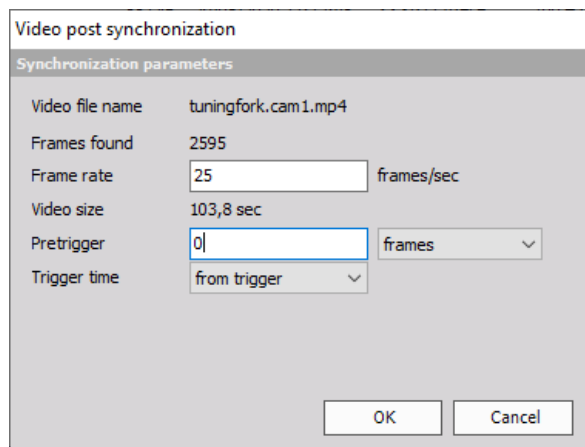 Video post synchronization
Synchronization parameters
Video file name tuningfork.cam1.mp4
Frames found 2595
Frame rate 25 frames/sec
Video size 103,8 sec
Pretrigger 0 frames
Trigger time from trigger
OK Cancel